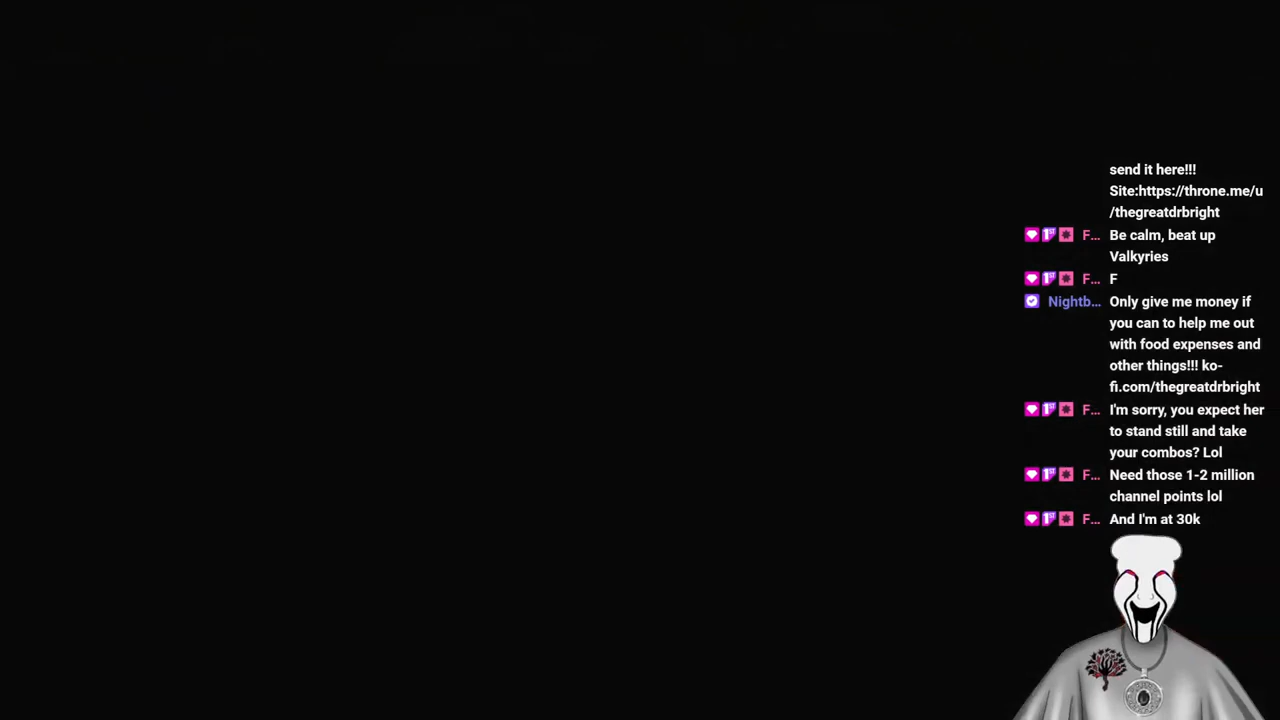 send it here!!!
Site:https://throne.me/u
/thegreatdrbright
F... Be calm, beat up
Valkyries
F... F
Nightb... Only give me money if
you can to help me out
with food expenses and
other things!!! ko-
fi.com/thegreatdrbright
F... I'm sorry, you expect her
to stand still and take
your combos? Lol
F... Need those 1-2 million
channel points lol
F... And I'm at 30k